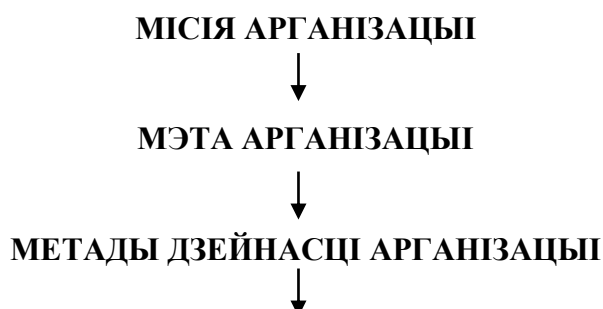 МІСІЯ АРГАНІЗАЦЫІ
МЭТА АРГАНІЗАЦЫІ
МЕТАДЫ ДЗЕЙНАСЦІ АРГАНІЗАЦЫІ